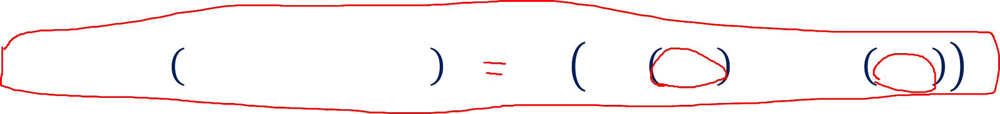 ( ) = ( ( ) ( ) )